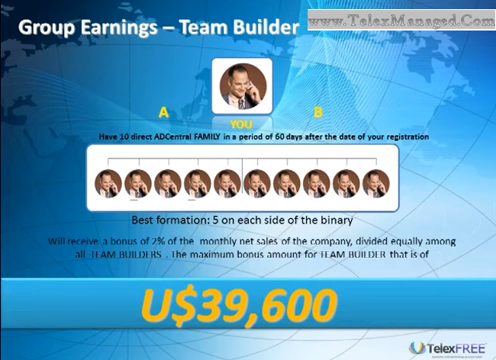 Group Earnings – Team Builder
www.TelexManaged.Com
A
B
YOU
Have 10 direct ADCentral FAMILY in a period of 60 days after the date of your registration
Best formation: 5 on each side of the binary
Will receive a bonus of 2% of the monthly net sales of the company, divided equally among
all TEAM BUILDERS . The maximum bonus amount for TEAM BUILDER that is of
U$39,600
TelexFREE